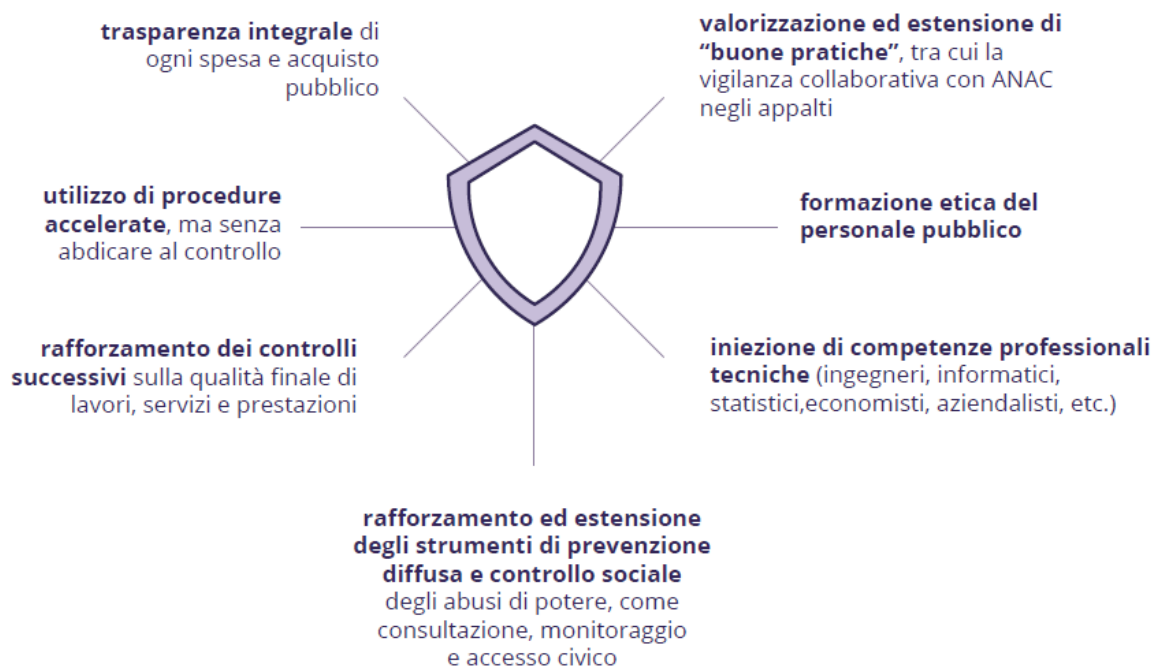 trasparenza integrale di
ogni spesa e acquisto
pubblico
valorizzazione ed estensione di
“buone pratiche”, tra cui la
vigilanza collaborativa con ANAC
negli appalti
utilizzo di procedure
accelerate, ma senza
abdicare al controllo
formazione etica del
personale pubblico
rafforzamento dei controlli
successivi sulla qualità finale di
lavori, servizi e prestazioni
iniezione di competenze professionali
tecniche (ingegneri, informatici,
statistici,economisti, aziendalisti, etc.)
rafforzamento ed estensione
degli strumenti di prevenzione
diffusa e controllo sociale
degli abusi di potere, come
consultazione, monitoraggio
e accesso civico